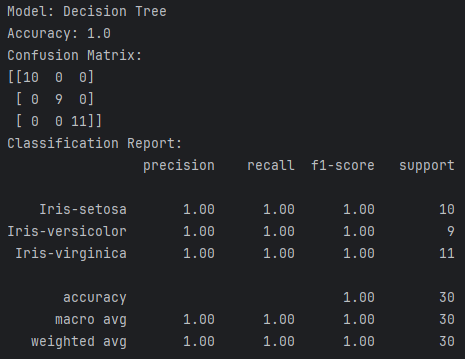 Model: Decision Tree
Accuracy: 1.0
Confusion Matrix:
[[10  0  0]
 [ 0  9  0]
 [ 0  0 11]]
Classification Report:
                 precision    recall  f1-score   support

    Iris-setosa       1.00      1.00      1.00        10
Iris-versicolor       1.00      1.00      1.00         9
 Iris-virginica       1.00      1.00      1.00        11

       accuracy                           1.00        30
      macro avg       1.00      1.00      1.00        30
   weighted avg       1.00      1.00      1.00        30